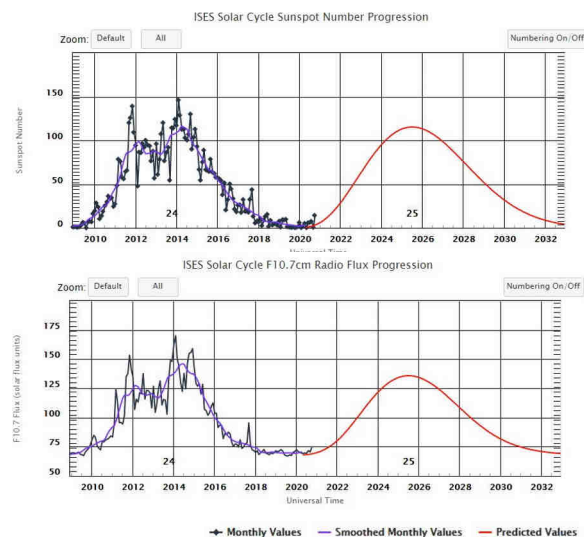 ISES Solar Cycle Sunspot Number Progression
Zoom: Default All Numbering On/Off
150
100
50
0
Sunspot Number
24 25
2010 2012 2014 2016 2018 2020 2022 2024 2026 2028 2030 2032
Universal Time
ISES Solar Cycle F10.7cm Radio Flux Progression
Zoom: Default All Numbering On/Off
175
150
125
100
75
50
F10.7 Flux (solar flux units)
24 25
2010 2012 2014 2016 2018 2020 2022 2024 2026 2028 2030 2032
Universal Time
Monthly Values Smoothed Monthly Values Predicted Values